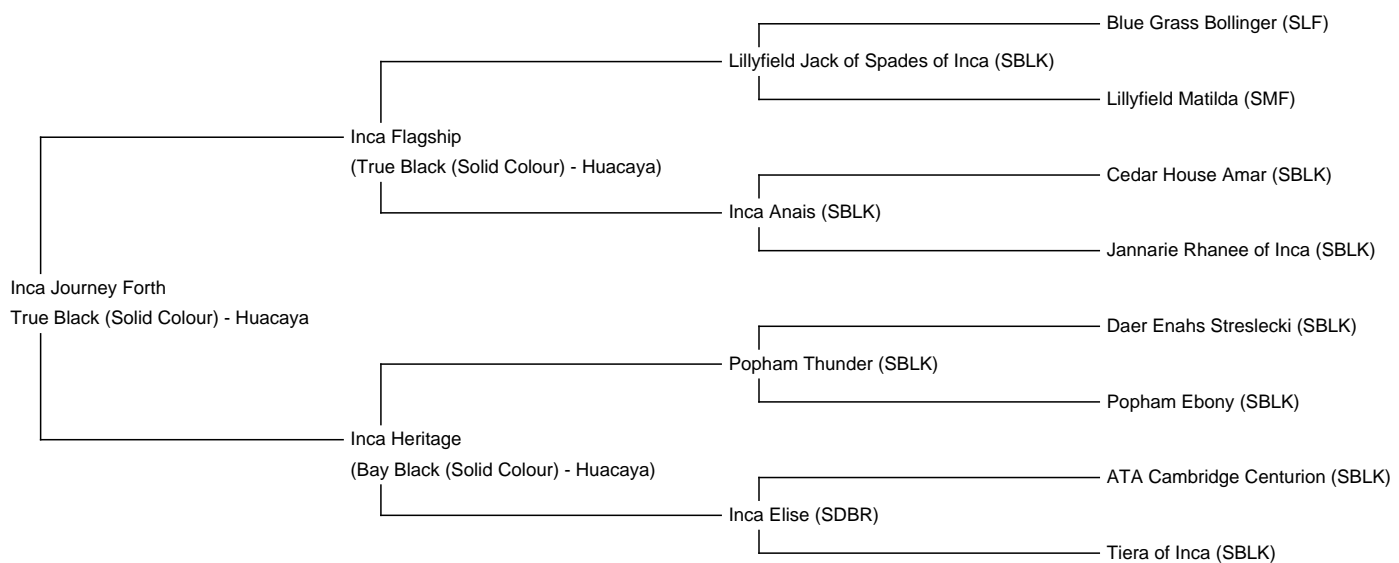 Blue Grass Bollinger (SLF)
Lillyfield Jack of Spades of Inca (SBLK)
Lillyfield Matilda (SMF)
Inca Flagship
(True Black (Solid Colour) - Huacaya)
Cedar House Amar (SBLK)
Inca Anais (SBLK)
Jannarie Rhanee of Inca (SBLK)
Inca Journey Forth
True Black (Solid Colour) - Huacaya
Daer Enahs Streslecki (SBLK)
Popham Thunder (SBLK)
Popham Ebony (SBLK)
Inca Heritage
(Bay Black (Solid Colour) - Huacaya)
ATA Cambridge Centurion (SBLK)
Inca Elise (SDBR)
Tiera of Inca (SBLK)